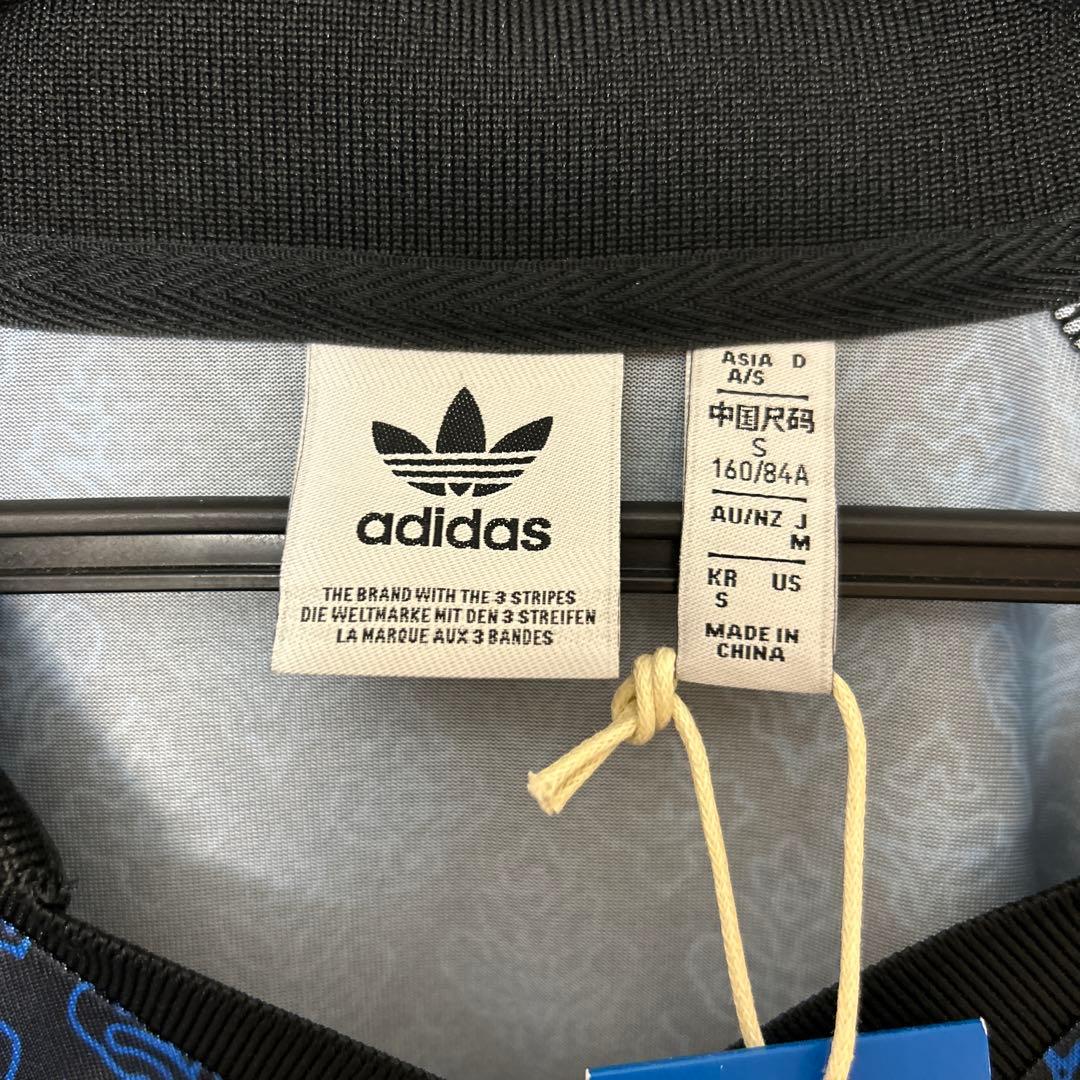 adidas
THE BRAND WITH THE 3 STRIPES
DIE WELTMARKE MIT DEN 3 STREIFEN
LA MARQUE AUX 3 BANDES
ASIA D
A/S
中国尺码
S
160/84A
AU/NZ J
M
KR US
S
MADE IN
CHINA